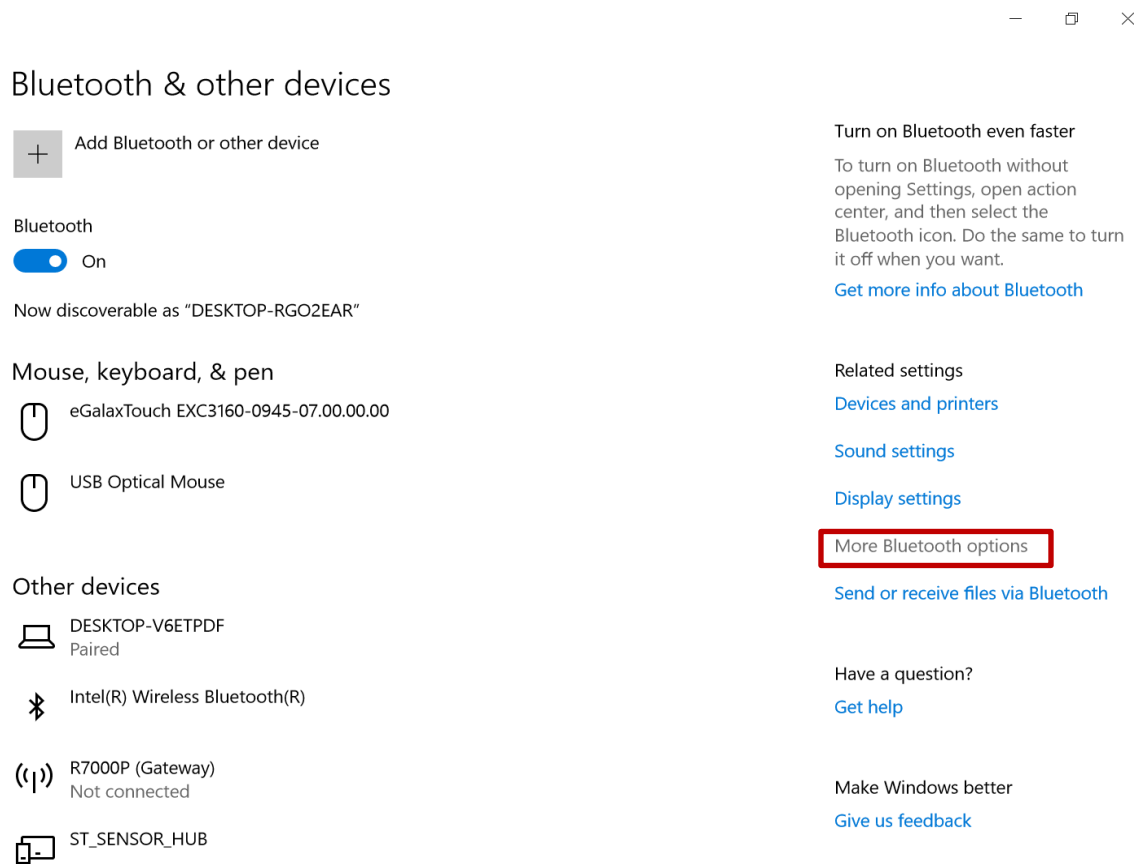 Bluetooth & other devices
Add Bluetooth or other device
Bluetooth
On
Now discoverable as “DESKTOP-RGO2EAR”
Mouse, keyboard, & pen
eGalaxTouch EXC3160-0945-07.00.00.00
USB Optical Mouse
Other devices
DESKTOP-V6ETPDF
Paired
Intel(R) Wireless Bluetooth(R)
R7000P (Gateway)
Not connected
ST_SENSOR_HUB
Turn on Bluetooth even faster
To turn on Bluetooth without
opening Settings, open action
center, and then select the
Bluetooth icon. Do the same to turn
it off when you want.
Get more info about Bluetooth
Related settings
Devices and printers
Sound settings
Display settings
More Bluetooth options
Send or receive files via Bluetooth
Have a question?
Get help
Make Windows better
Give us feedback